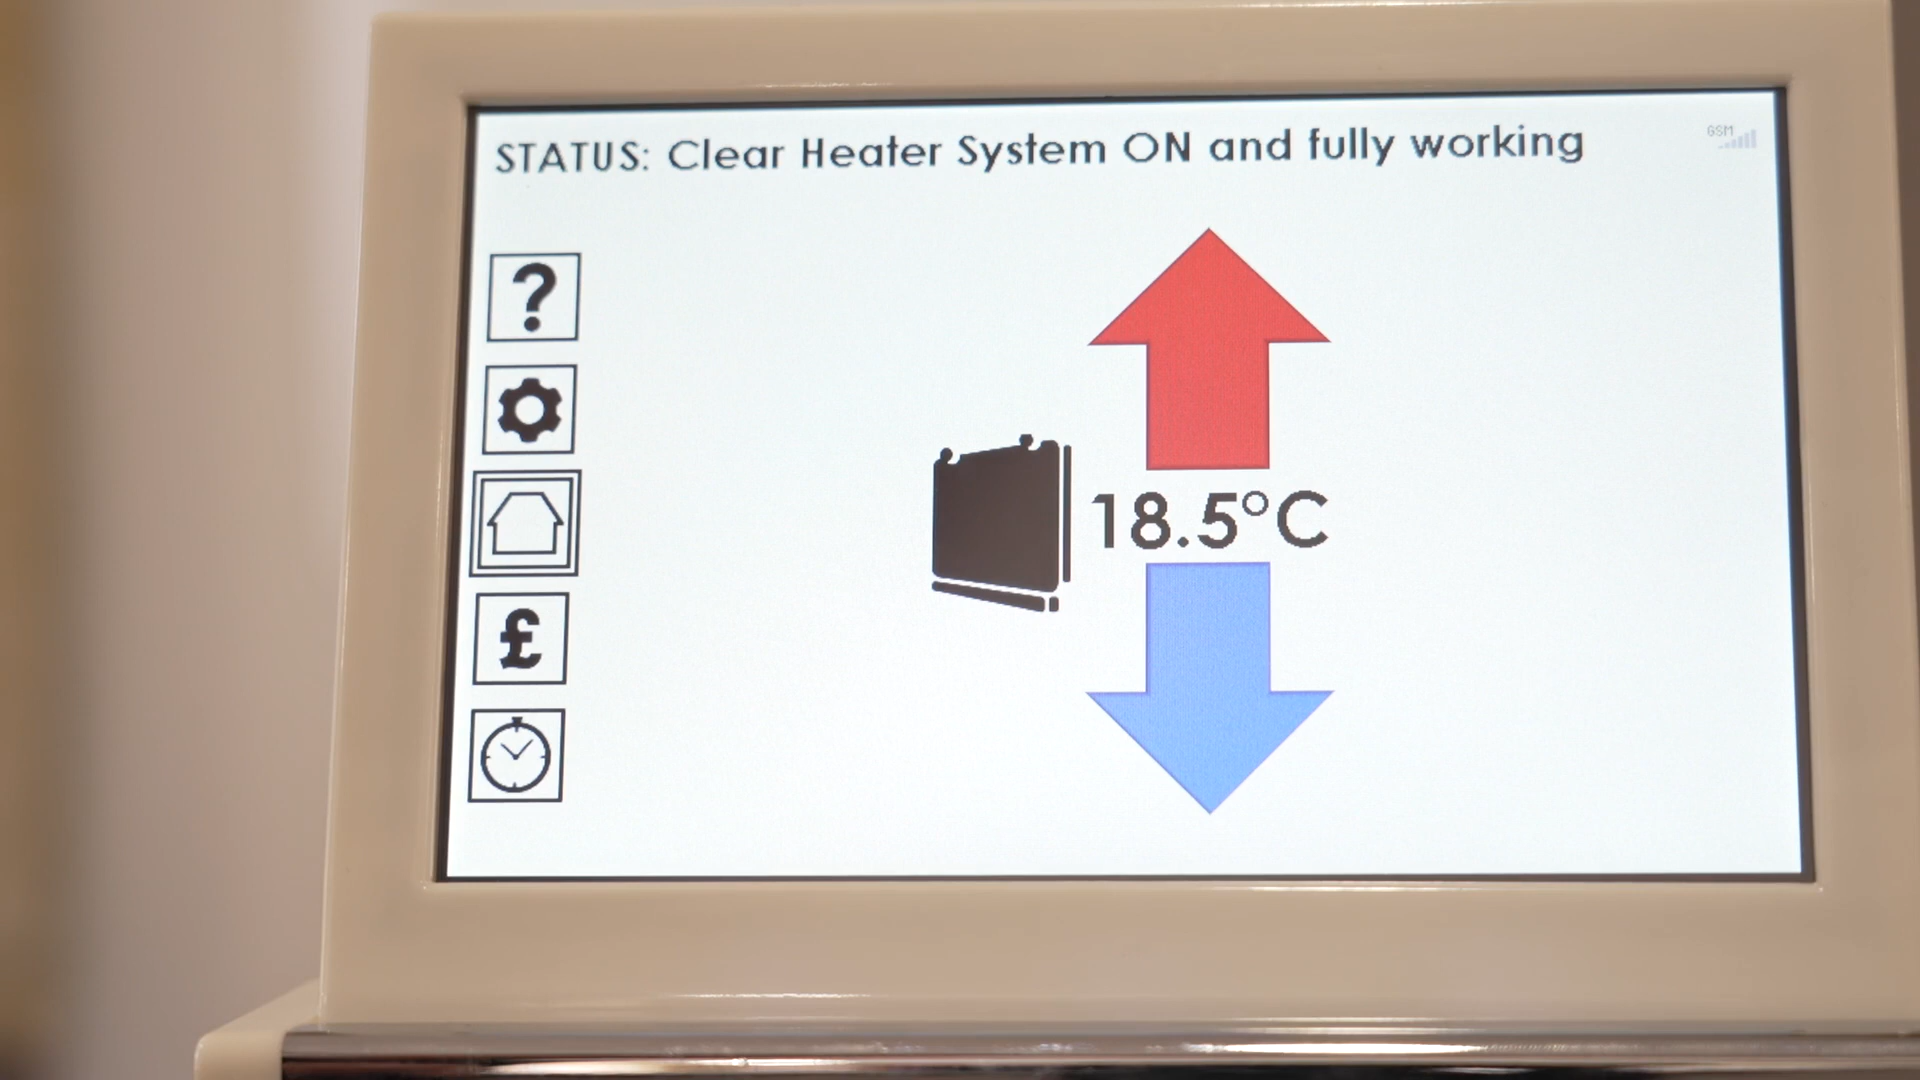 STATUS: Clear Heater System ON and fully working
GSM
?
18.5°C
£